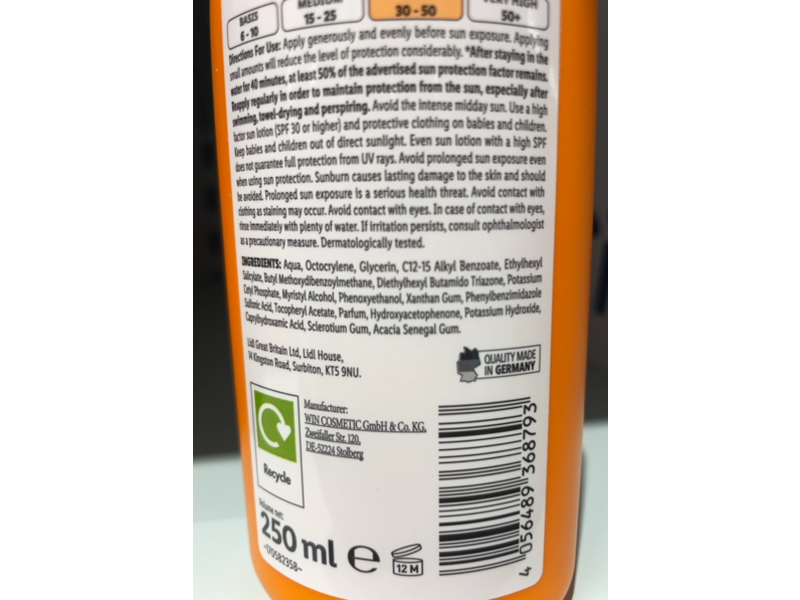 BASIS MEDIUM VERY HIGH
6 - 10 15 - 25 30 - 50 50+
Directions For Use: Apply generously and evenly before sun exposure. Applying
small amounts will reduce the level of protection considerably. *After staying in the
water for 40 minutes, at least 50% of the advertised sun protection factor remains.
Reapply regularly in order to maintain protection from the sun, especially after
swimming, towel-drying and perspiring. Avoid the intense midday sun. Use a high
factor sun lotion (SPF 30 or higher) and protective clothing on babies and children.
Keep babies and children out of direct sunlight. Even sun lotion with a high SPF
does not guarantee full protection from UV rays. Avoid prolonged sun exposure even
when using sun protection. Sunburn causes lasting damage to the skin and should
be avoided. Prolonged sun exposure is a serious health threat. Avoid contact with
clothing as staining may occur. Avoid contact with eyes. In case of contact with eyes,
rinse immediately with plenty of water. If irritation persists, consult ophthalmologist
as a precautionary measure. Dermatologically tested.
INGREDIENTS: Aqua, Octocrylene, Glycerin, C12-15 Alkyl Benzoate, Ethylhexyl
Salicylate, Butyl Methoxydibenzoylmethane, Diethylhexyl Butamido Triazone, Potassium
Cetyl Phosphate, Myristyl Alcohol, Phenoxyethanol, Xanthan Gum, Phenylbenzimidazole
Sulfonic Acid, Tocopheryl Acetate, Parfum, Hydroxyacetophenone, Potassium Hydroxide,
Caprylhydroxamic Acid, Sclerotium Gum, Acacia Senegal Gum.
Lidl Great Britain Ltd, Lidl House,
14 Kingston Road, Surbiton, KT5 9NU.
QUALITY MADE
IN GERMANY
Manufacturer:
WIN COSMETIC GmbH & Co. KG,
Zweifaller Str. 120,
DE-52224 Stolberg
Recycle
Volume net:
250 ml e
12 M
-170582358-
4 056489 368793